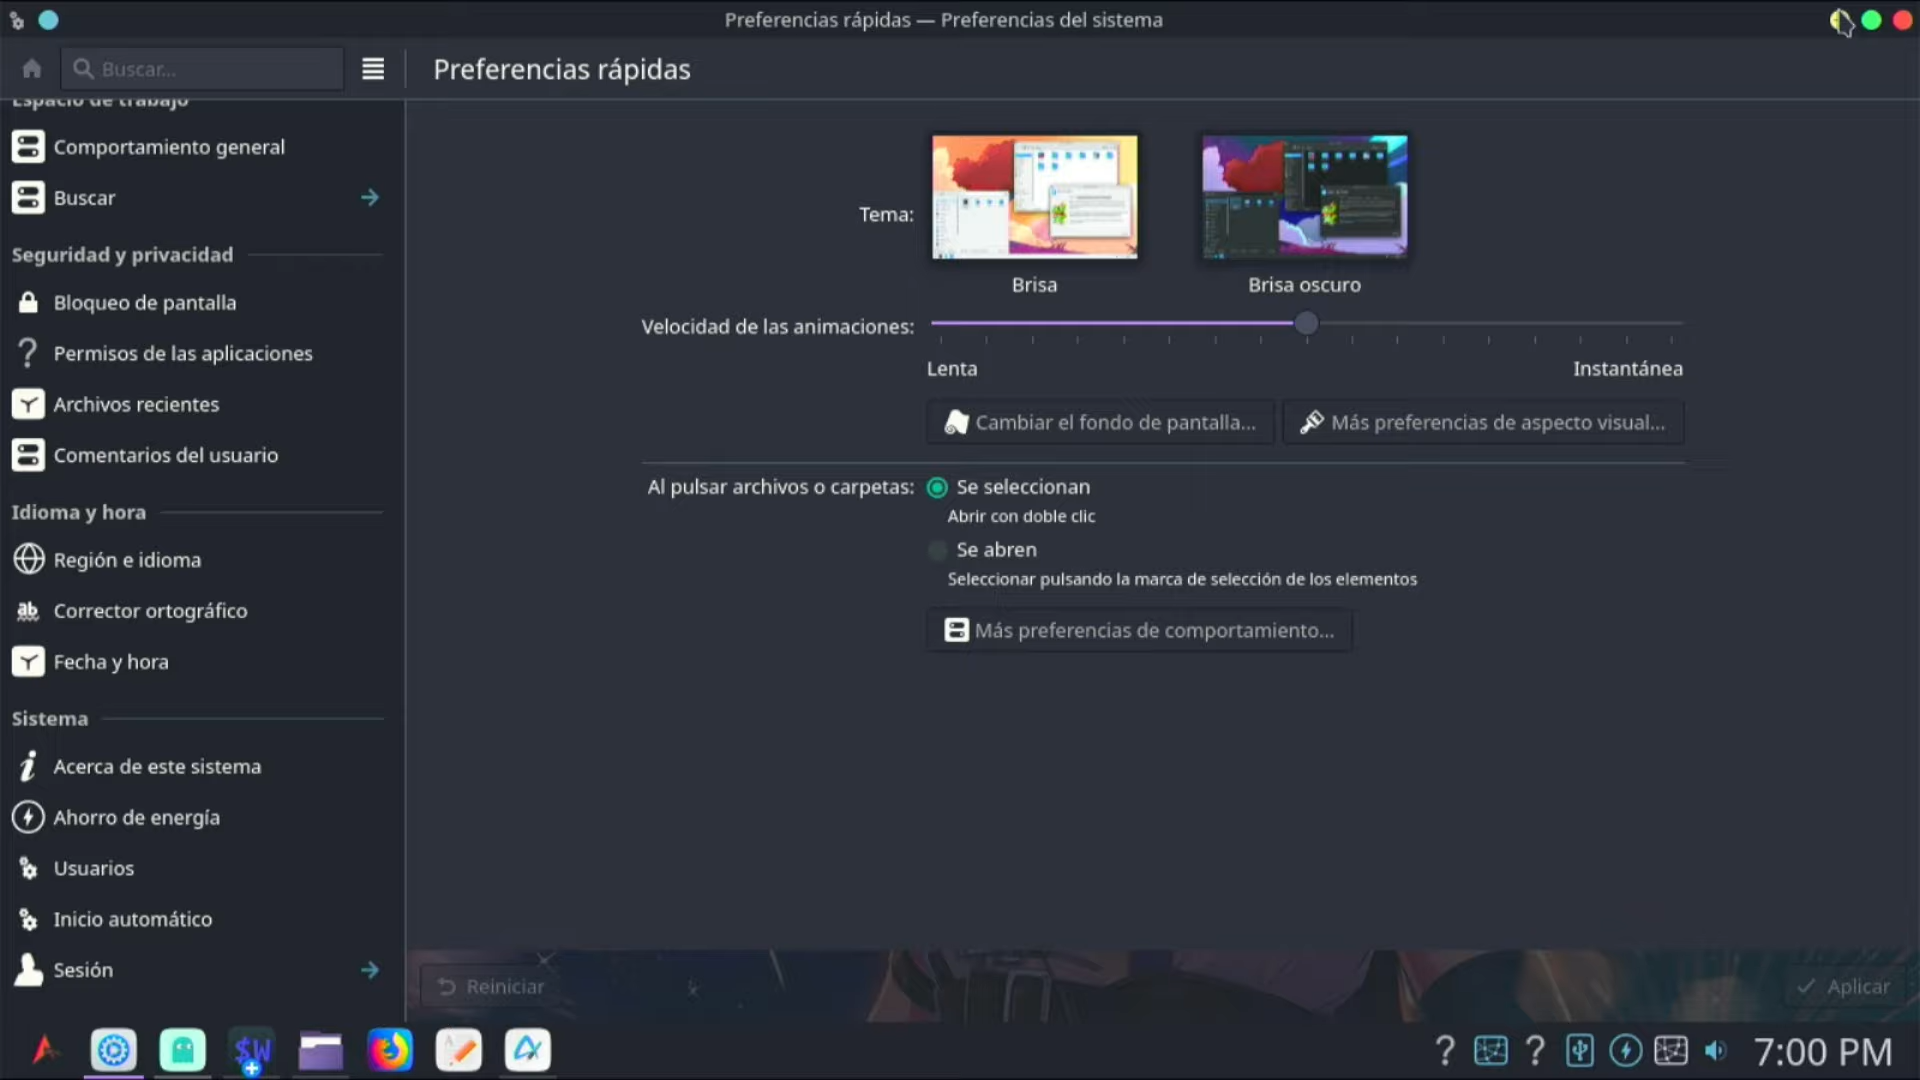 Preferencias rápidas — Preferencias del sistema
Buscar...
Preferencias rápidas
Espacio de trabajo
Comportamiento general
Buscar
Seguridad y privacidad
Bloqueo de pantalla
Permisos de las aplicaciones
Archivos recientes
Comentarios del usuario
Idioma y hora
Región e idioma
Corrector ortográfico
Fecha y hora
Sistema
Acerca de este sistema
Ahorro de energía
Usuarios
Inicio automático
Sesión
Tema:
Brisa
Brisa oscuro
Velocidad de las animaciones:
Lenta
Instantánea
Cambiar el fondo de pantalla...
Más preferencias de aspecto visual...
Al pulsar archivos o carpetas:
Se seleccionan
Abrir con doble clic
Se abren
Seleccionar pulsando la marca de selección de los elementos
Más preferencias de comportamiento...
Reiniciar
Aplicar
$W
7:00 PM